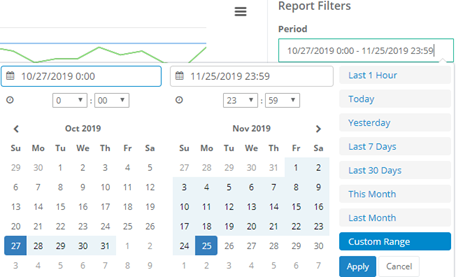 Report Filters
Period
10/27/2019 0:00 - 11/25/2019 23:59
10/27/2019 0:00
11/25/2019 23:59
0 : 00
23 : 59
Oct 2019
Nov 2019
Su Mo Tu We Th Fr Sa
Su Mo Tu We Th Fr Sa
29 30 1 2 3 4 5
27 28 29 30 31 1 2
6 7 8 9 10 11 12
3 4 5 6 7 8 9
13 14 15 16 17 18 19
10 11 12 13 14 15 16
20 21 22 23 24 25 26
17 18 19 20 21 22 23
27 28 29 30 31 1 2
24 25 26 27 28 29 30
3 4 5 6 7 8 9
1 2 3 4 5 6 7
Last 1 Hour
Today
Yesterday
Last 7 Days
Last 30 Days
This Month
Last Month
Custom Range
Apply
Cancel